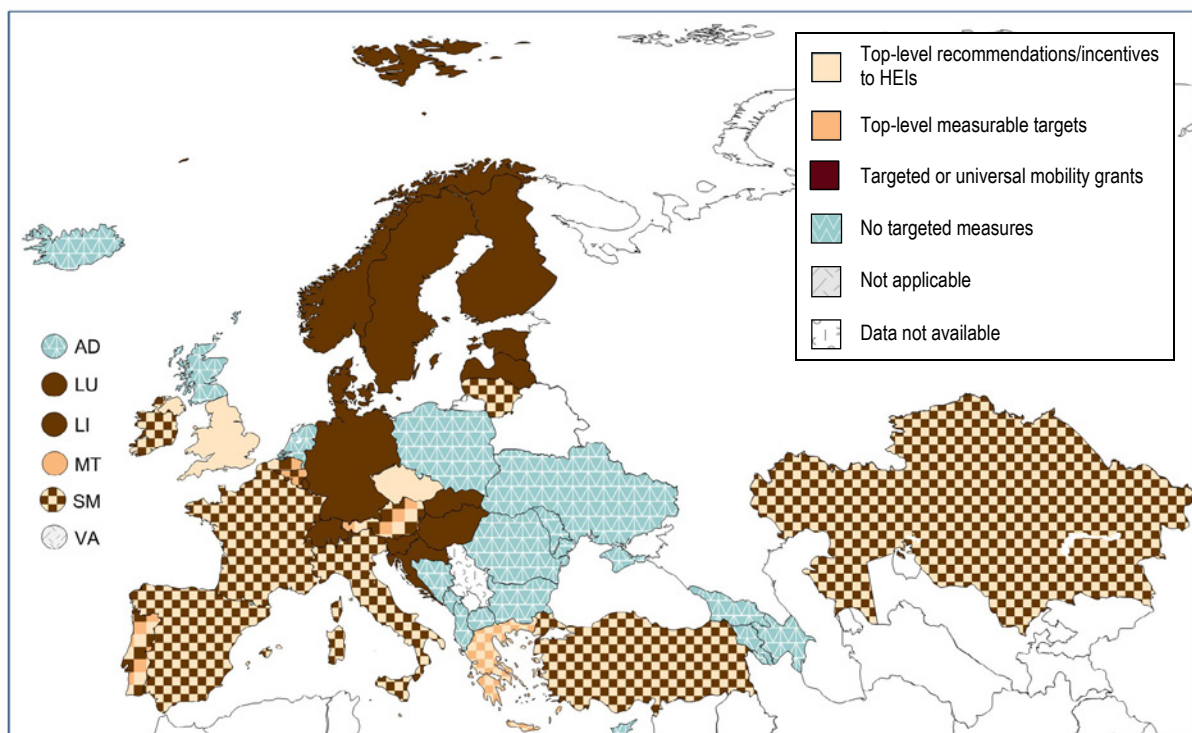 Top-level recommendations/incentives
to HEIs
Top-level measurable targets
Targeted or universal mobility grants
No targeted measures
Not applicable
Data not available
AD
LU
LI
MT
SM
VA